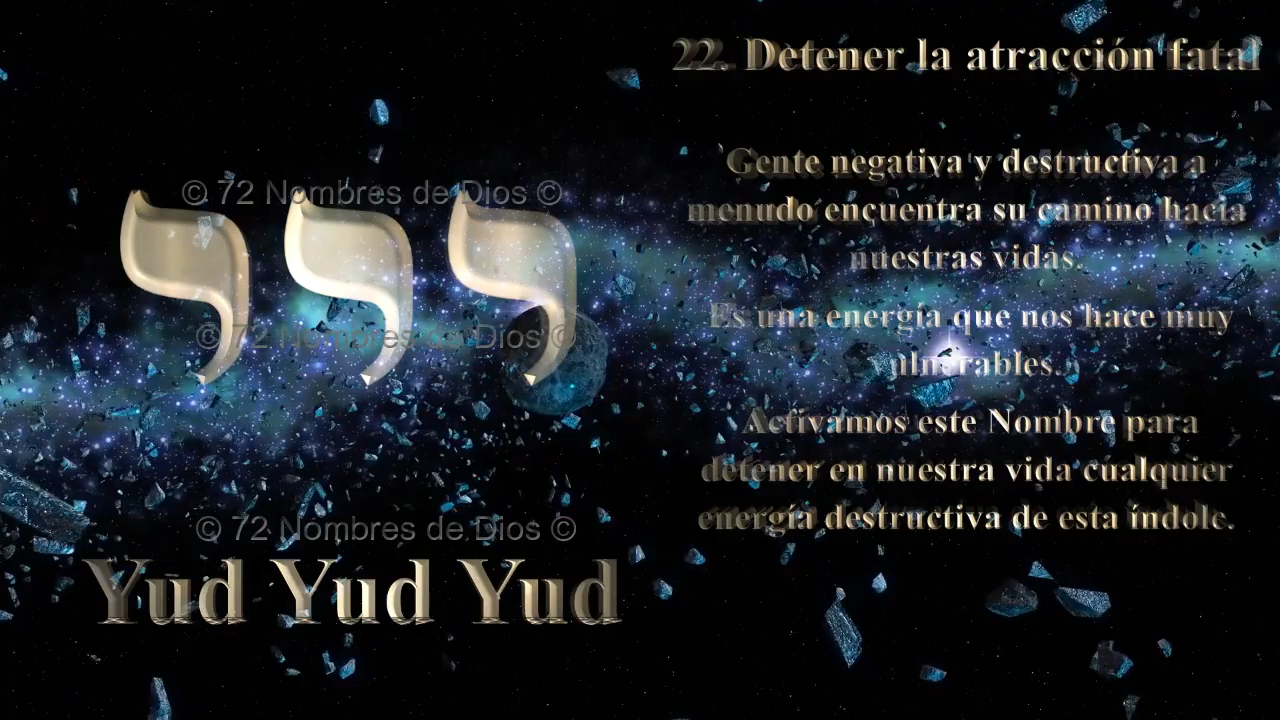 22. Detener la atracción fatal
© 72 Nombres de Dios ©
ייי
© 72 Nombres de Dios ©
© 72 Nombres de Dios ©
Yud Yud Yud
Gente negativa y destructiva a
menudo encuentra su camino hacia
nuestras vidas.
Es una energía que nos hace muy
vulnerables.
Activamos este Nombre para
detener en nuestra vida cualquier
energía destructiva de esta índole.